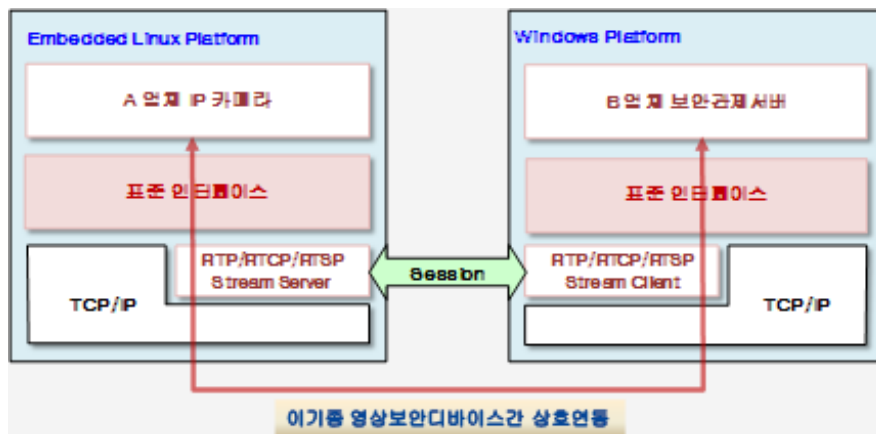 Embedded Linux Platform
A 업체 IP 카메라
표준 인터페이스
RTP/RTCP/RTSP
Stream Server
TCP/IP
Session
Windows Platform
B 업체 보안관제서버
표준 인터페이스
RTP/RTCP/RTSP
Stream Client
TCP/IP
이기종 영상보안디바이스간 상호연동